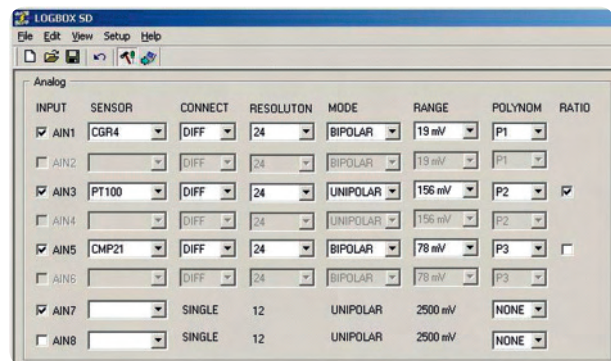 LOGBOX SD
File Edit View Setup Help
Analog
INPUT SENSOR CONNECT RESOLUTON MODE RANGE POLYNOM RATIO
AIN1 CGR4 DIFF 24 BIPOLAR 19 mV P1
AIN2 DIFF 24 BIPOLAR 19 mV P1
AIN3 PT100 DIFF 24 UNIPOLAR 156 mV P2
AIN4 DIFF 24 UNIPOLAR 156 mV P2
AIN5 CMP21 DIFF 24 BIPOLAR 78 mV P3
AIN6 DIFF 24 BIPOLAR 78 mV P3
AIN7 SINGLE 12 UNIPOLAR 2500 mV NONE
AIN8 SINGLE 12 UNIPOLAR 2500 mV NONE